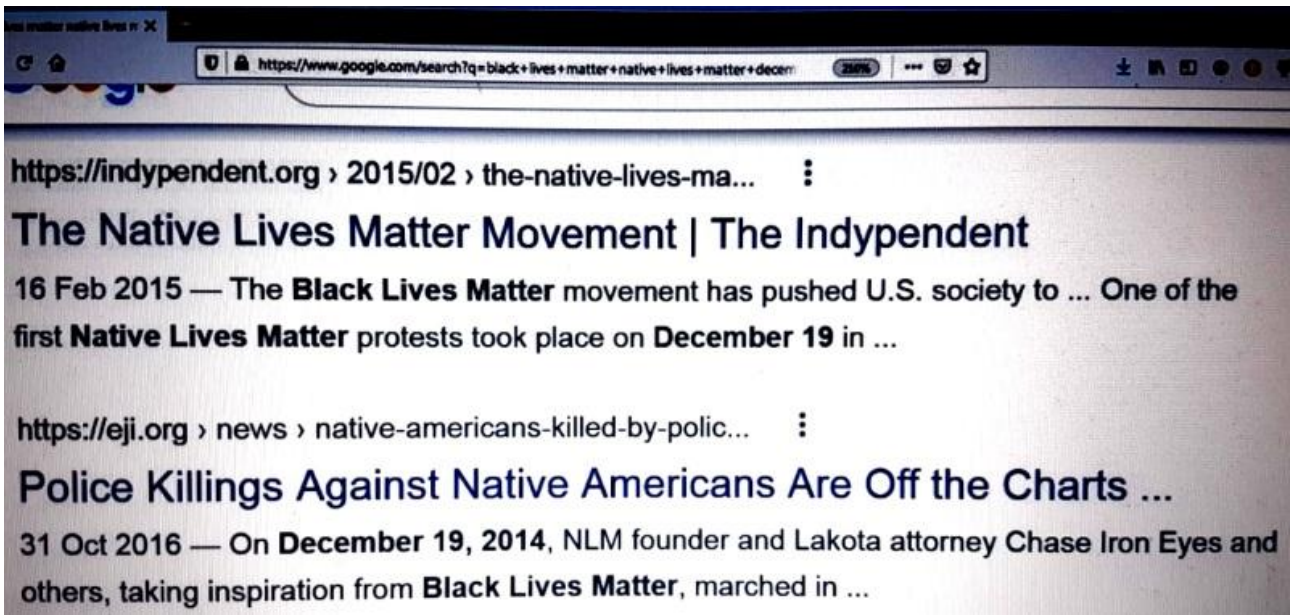 https://www.google.com/search?q=black+lives+matter+native+lives+matter+decem 250% ...
https://indypendent.org › 2015/02 › the-native-lives-ma...
The Native Lives Matter Movement | The Indypendent
16 Feb 2015 — The Black Lives Matter movement has pushed U.S. society to ... One of the
first Native Lives Matter protests took place on December 19 in ...
https://eji.org › news › native-americans-killed-by-polic...
Police Killings Against Native Americans Are Off the Charts ...
31 Oct 2016 — On December 19, 2014, NLM founder and Lakota attorney Chase Iron Eyes and
others, taking inspiration from Black Lives Matter, marched in ...